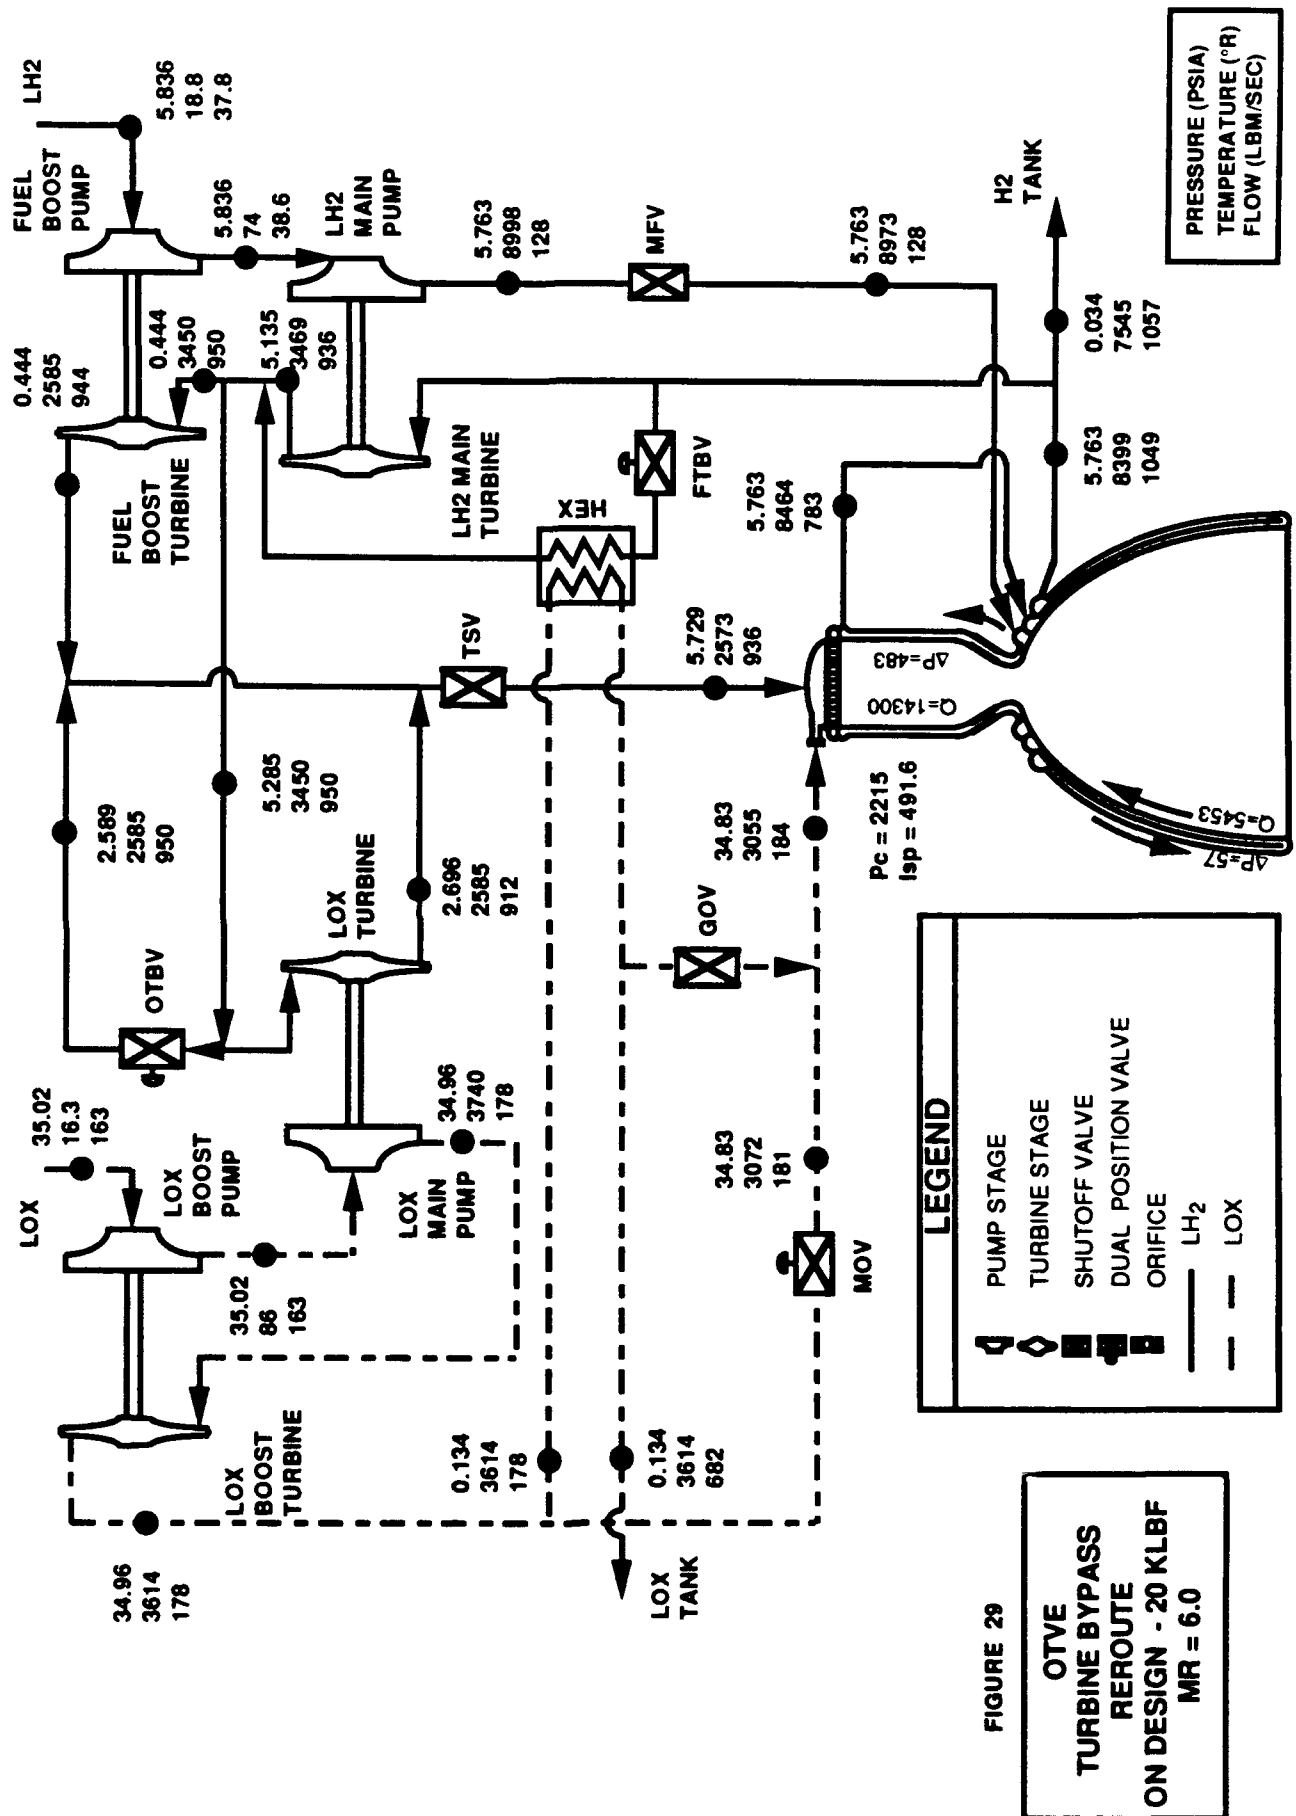 FIGURE 29
OTVE
TURBINE BYPASS
REROUTE
ON DESIGN - 20 KLBF
MR = 6.0
34.96
3614
178
LOX
BOOST
TURBINE
LOX
35.02
16.3
163
LOX
BOOST
PUMP
35.02
86
163
LOX
MAIN
PUMP
34.96
3740
178
OTBV
LOX
TURBINE
2.589
2585
950
5.285
3450
950
2.696
2585
912
0.444
2585
944
FUEL
BOOST
TURBINE
FUEL
BOOST
PUMP
LH2
5.836
18.8
37.8
0.444
3450
950
5.836
74
38.6
5.135
3469
936
LH2
MAIN
PUMP
LH2 MAIN
TURBINE
5.763
8998
128
MFV
5.763
8973
128
FTBV
HEX
TSV
5.729
2573
936
5.763
8464
783
0.134
3614
178
0.134
3614
682
LOX
TANK
MOV
34.83
3072
181
GOV
34.83
3055
184
Pc = 2215
Isp = 491.6
Q=14300
ΔP=483
Q=5453
ΔP=57
5.763
8399
1049
0.034
7545
1057
H2
TANK
LEGEND
PUMP STAGE
TURBINE STAGE
SHUTOFF VALVE
DUAL POSITION VALVE
ORIFICE
LH2
LOX
PRESSURE (PSIA)
TEMPERATURE (°R)
FLOW (LBM/SEC)